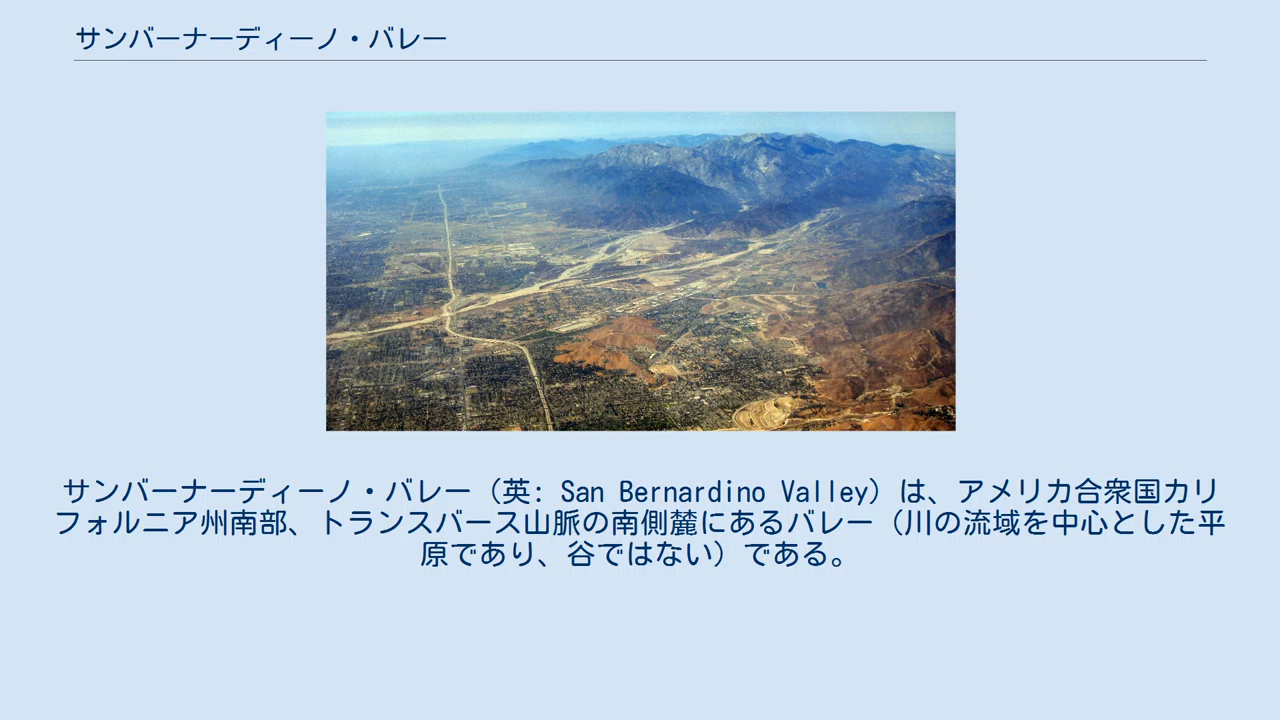 サンバーナーディーノ・バレー
サンバーナーディーノ・バレー（英: San Bernardino Valley）は、アメリカ合衆国カリ
フォルニア州南部、トランスバース山脈の南側麓にあるバレー（川の流域を中心とした平
原であり、谷ではない）である。